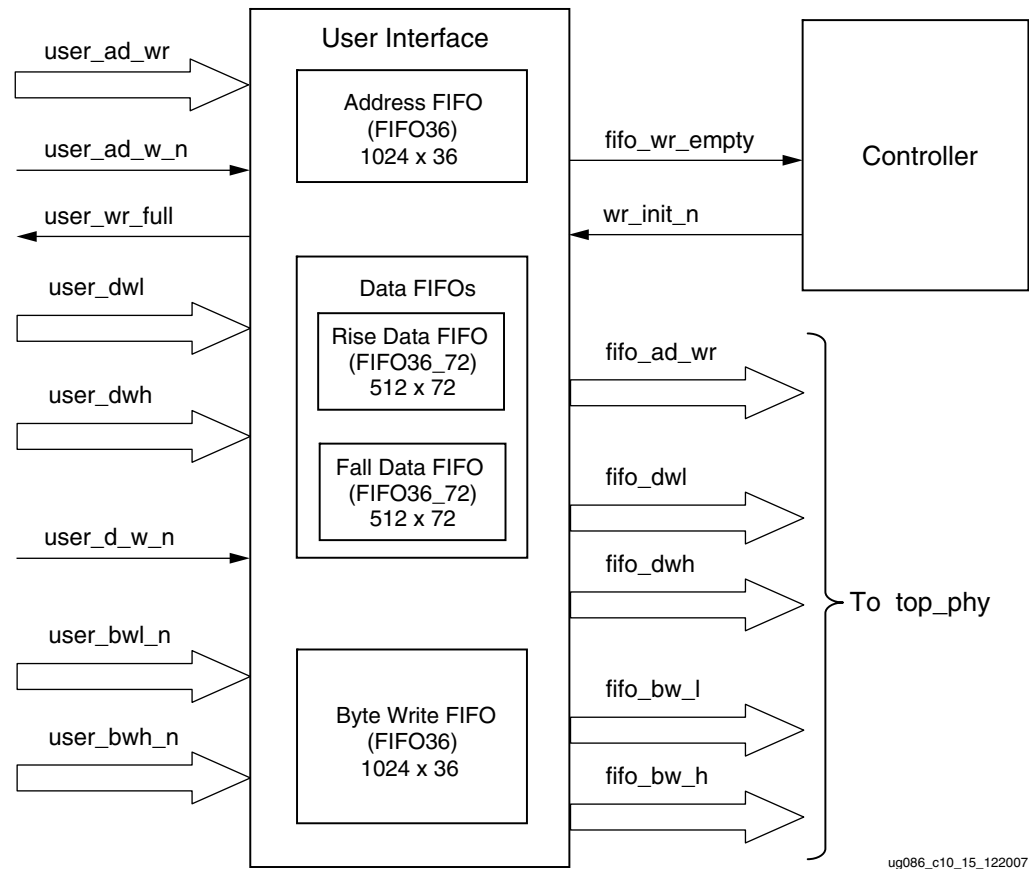 user_ad_wr
user_ad_w_n
user_wr_full
user_dwl
user_dwh
user_d_w_n
user_bwl_n
user_bwh_n
User Interface
Address FIFO
(FIFO36)
1024 x 36
Data FIFOs
Rise Data FIFO
(FIFO36_72)
512 x 72
Fall Data FIFO
(FIFO36_72)
512 x 72
Byte Write FIFO
(FIFO36)
1024 x 36
fifo_wr_empty
wr_init_n
Controller
fifo_ad_wr
fifo_dwl
fifo_dwh
fifo_bw_l
fifo_bw_h
To top_phy
ug086_c10_15_122007